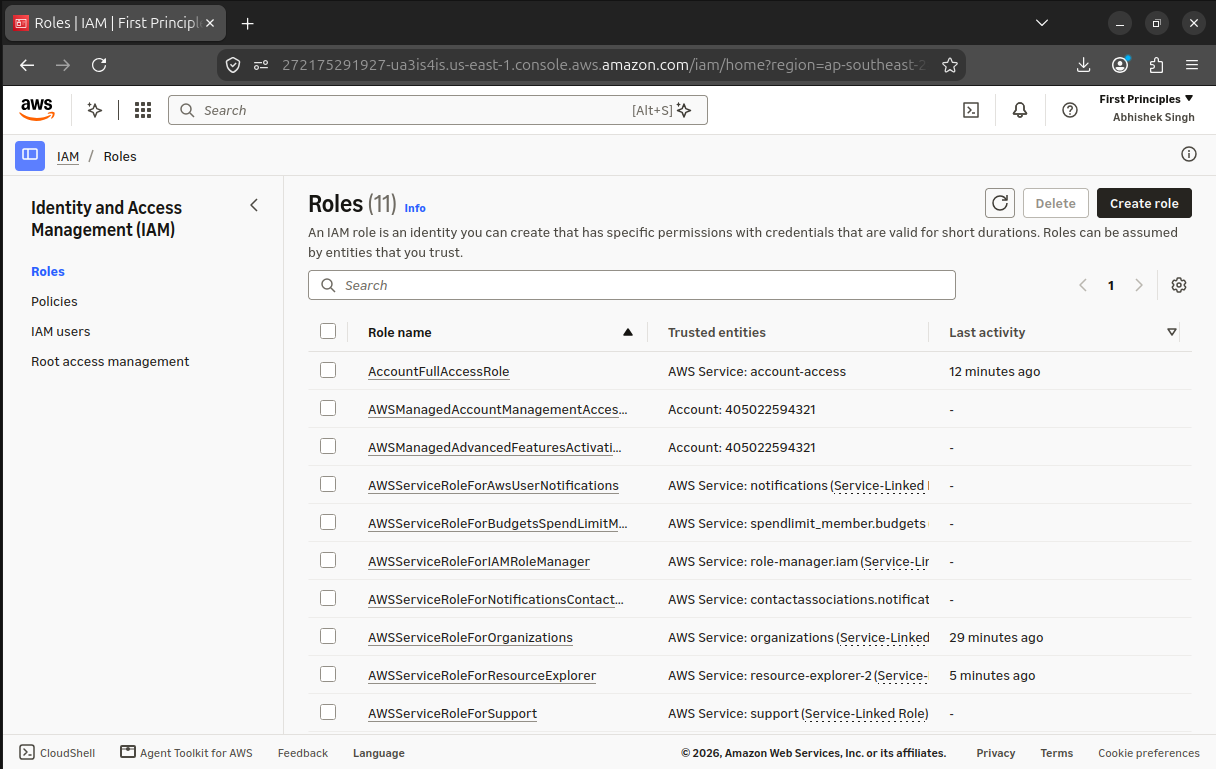 Roles | IAM | First Principl
272175291927-ua3is4is.us-east-1.console.aws.amazon.com/iam/home?region=ap-southeast-2
aws
Search
[Alt+S]
First Principles
Abhishek Singh
IAM / Roles
Identity and Access
Management (IAM)
Roles
Policies
IAM users
Root access management
Roles (11) Info
Delete
Create role
An IAM role is an identity you can create that has specific permissions with credentials that are valid for short durations. Roles can be assumed
by entities that you trust.
Search
1
Role name Trusted entities Last activity
AccountFullAccessRole AWS Service: account-access 12 minutes ago
AWSManagedAccountManagementAcces... Account: 405022594321 -
AWSManagedAdvancedFeaturesActivati... Account: 405022594321 -
AWSServiceRoleForAwsUserNotifications AWS Service: notifications (Service-Linked -
AWSServiceRoleForBudgetsSpendLimitM... AWS Service: spendlimit_member.budgets -
AWSServiceRoleForIAMRoleManager AWS Service: role-manager.iam (Service-Lin -
AWSServiceRoleForNotificationsContact... AWS Service: contactassociations.notificat -
AWSServiceRoleForOrganizations AWS Service: organizations (Service-Linked 29 minutes ago
AWSServiceRoleForResourceExplorer AWS Service: resource-explorer-2 (Service- 5 minutes ago
AWSServiceRoleForSupport AWS Service: support (Service-Linked Role) -
CloudShell Agent Toolkit for AWS Feedback Language © 2026, Amazon Web Services, Inc. or its affiliates. Privacy Terms Cookie preferences